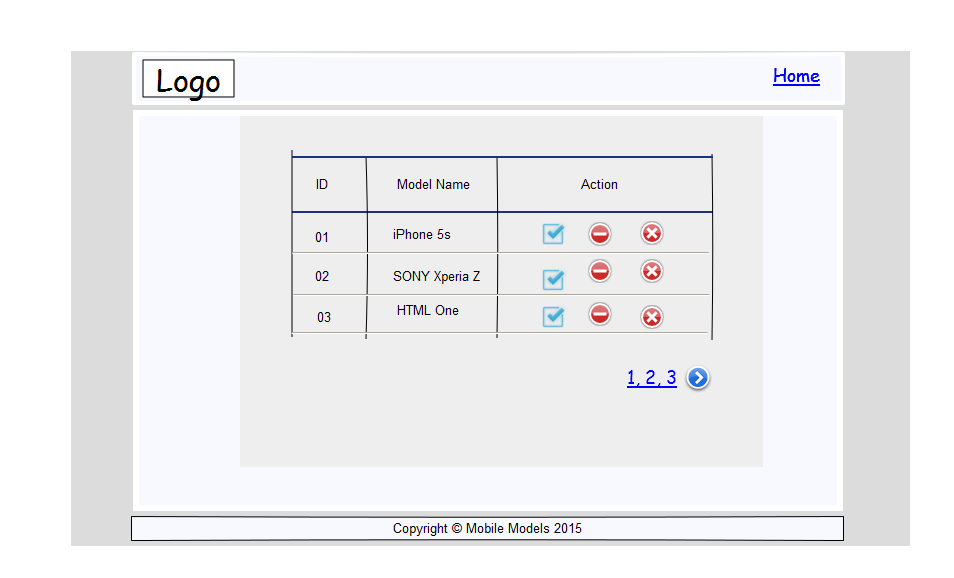 Logo
Home
ID Model Name Action
01 iPhone 5s
02 SONY Xperia Z
03 HTML One
1, 2, 3
Copyright © Mobile Models 2015